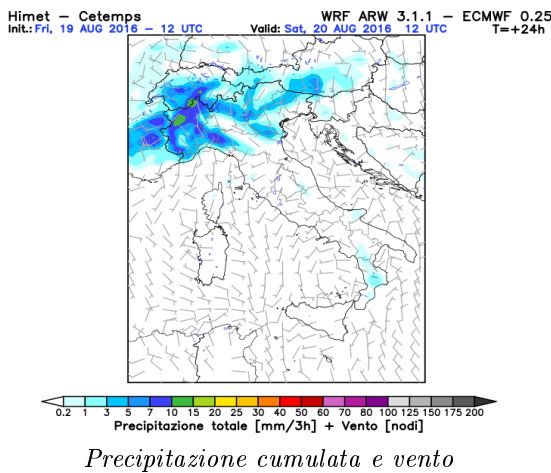 Himet – Cetemps WRF ARW 3.1.1 – ECMWF 0.25
Init.: Fri, 19 AUG 2016 – 12 UTC Valid: Sat, 20 AUG 2016 12 UTC T=+24h
0.2 1 3 5 7 10 15 20 25 30 40 50 60 70 80 100 125 150 175 200
Precipitazione totale [mm/3h] + Vento [nodi]
Precipitazione cumulata e vento